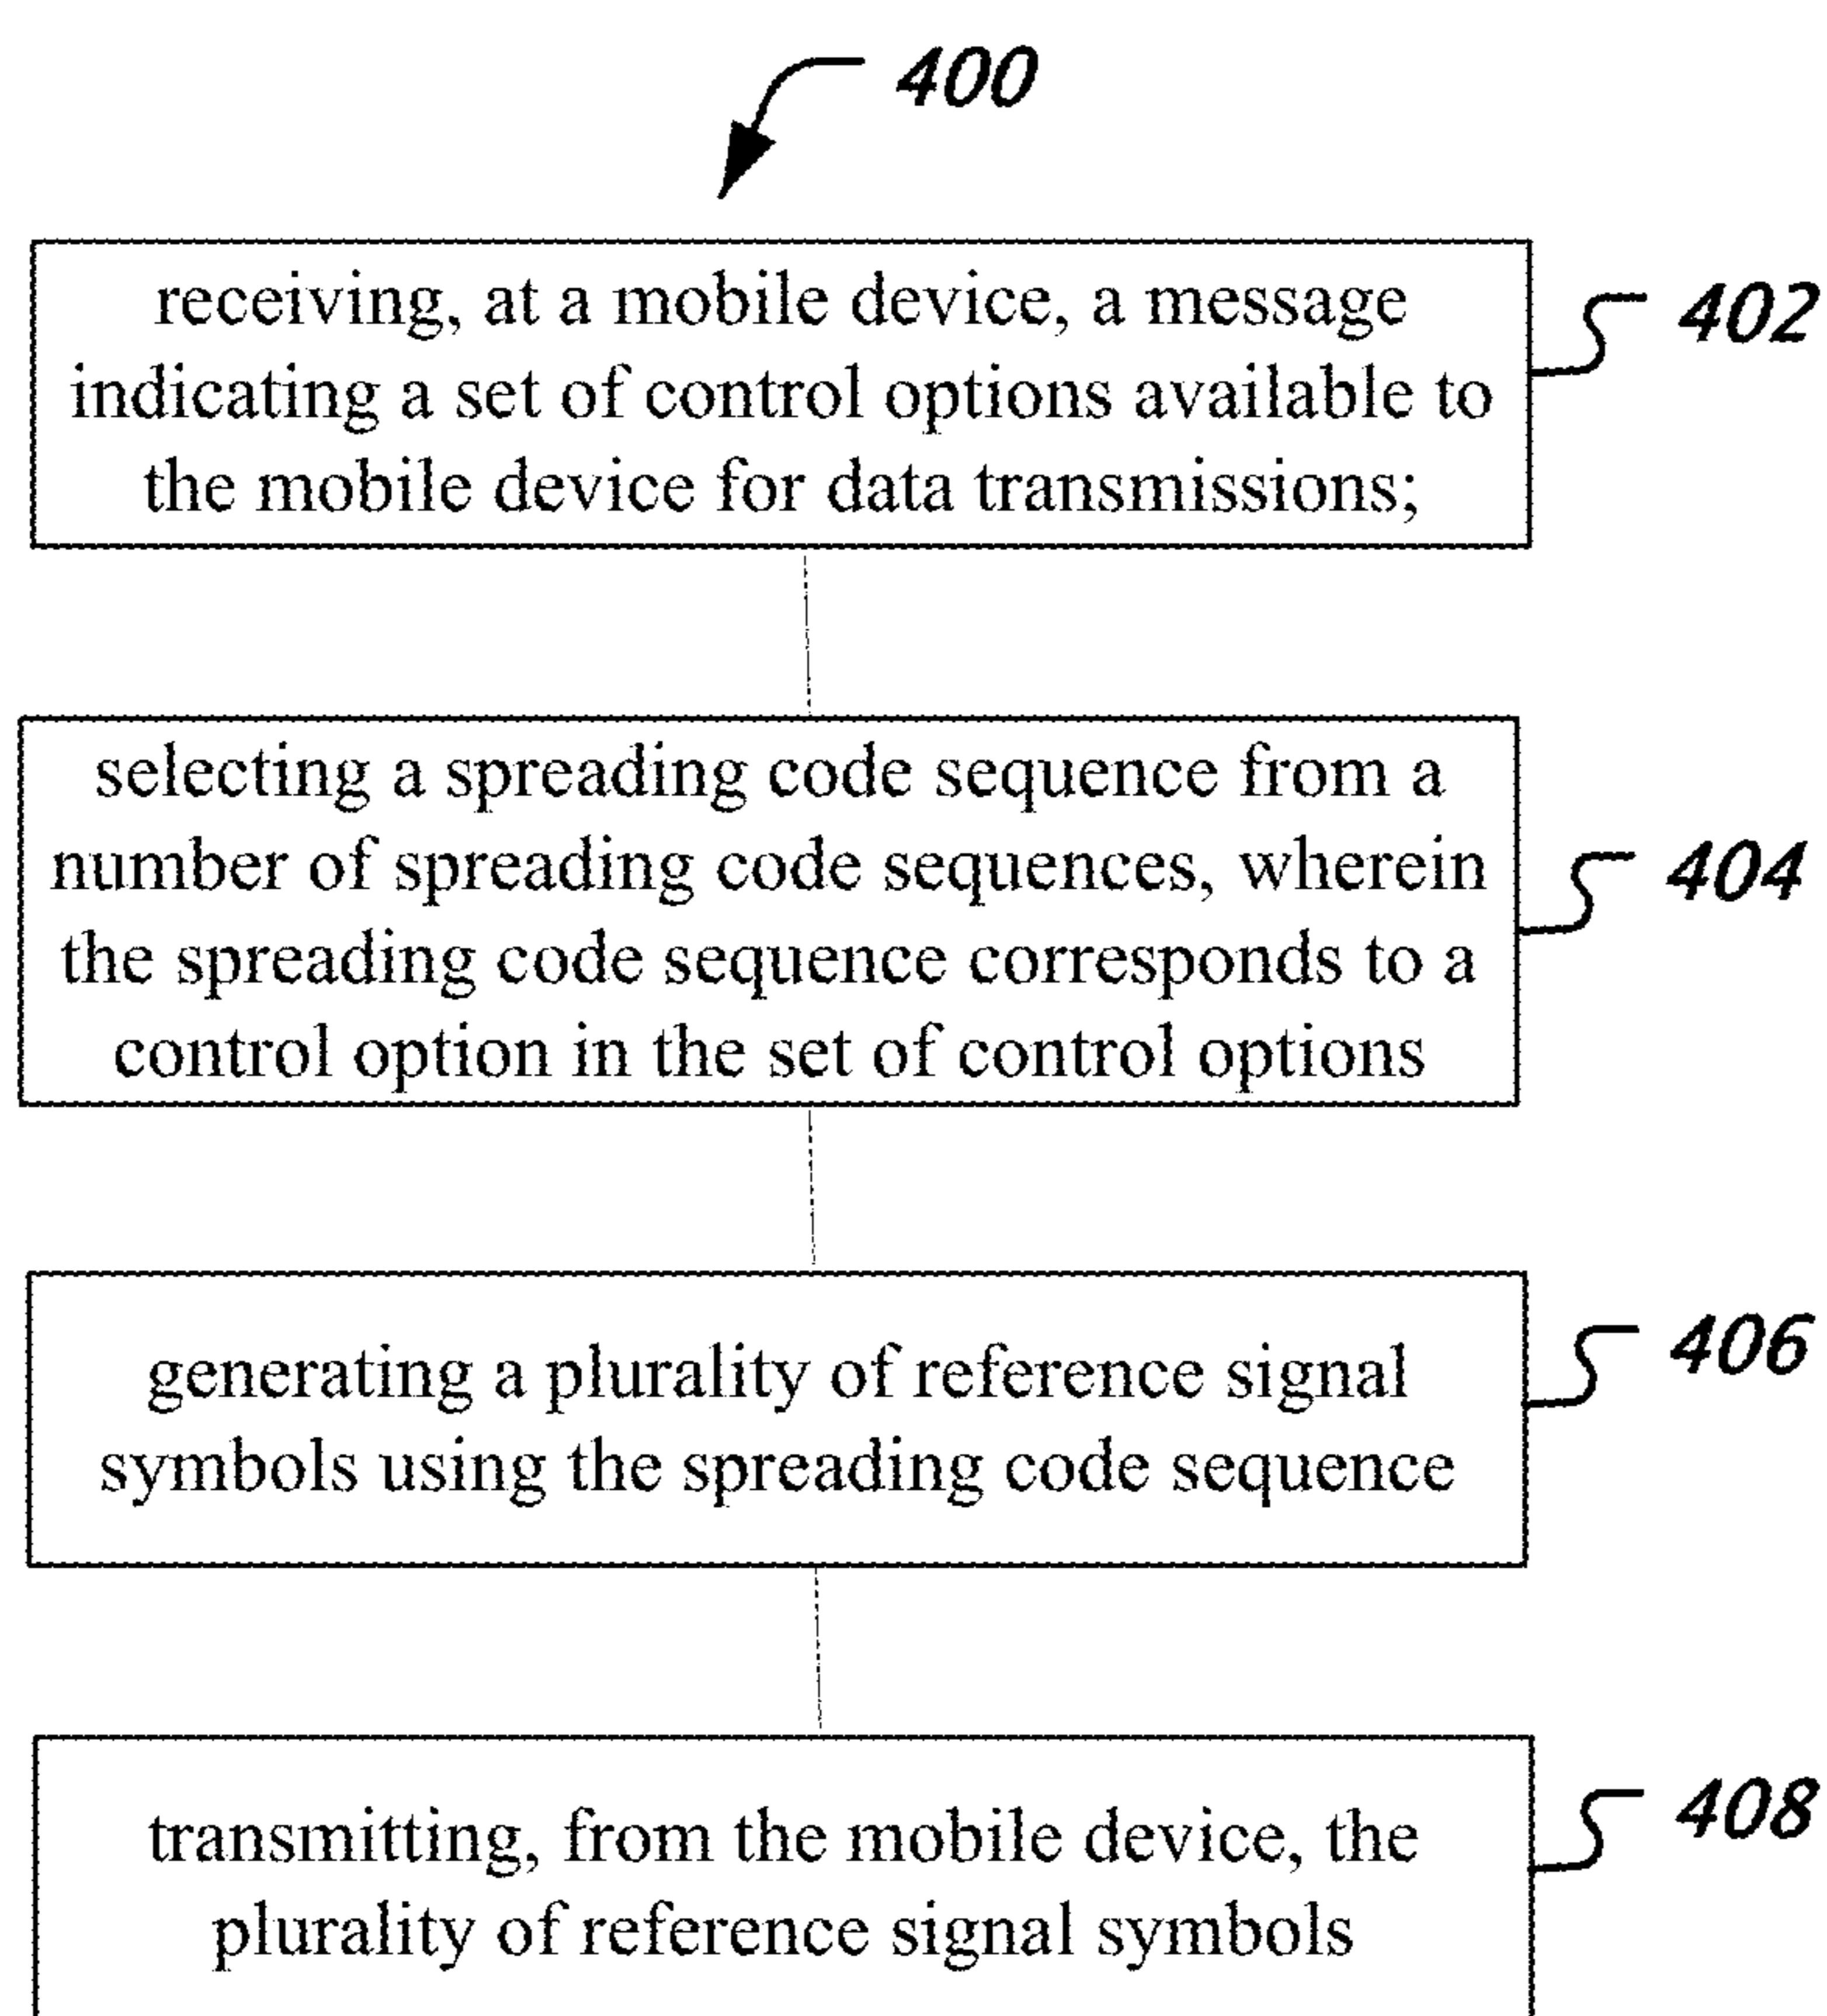 400
receiving, at a mobile device, a message
indicating a set of control options available to
the mobile device for data transmissions;
402
selecting a spreading code sequence from a
number of spreading code sequences, wherein
the spreading code sequence corresponds to a
control option in the set of control options
404
generating a plurality of reference signal
symbols using the spreading code sequence
406
transmitting, from the mobile device, the
plurality of reference signal symbols
408